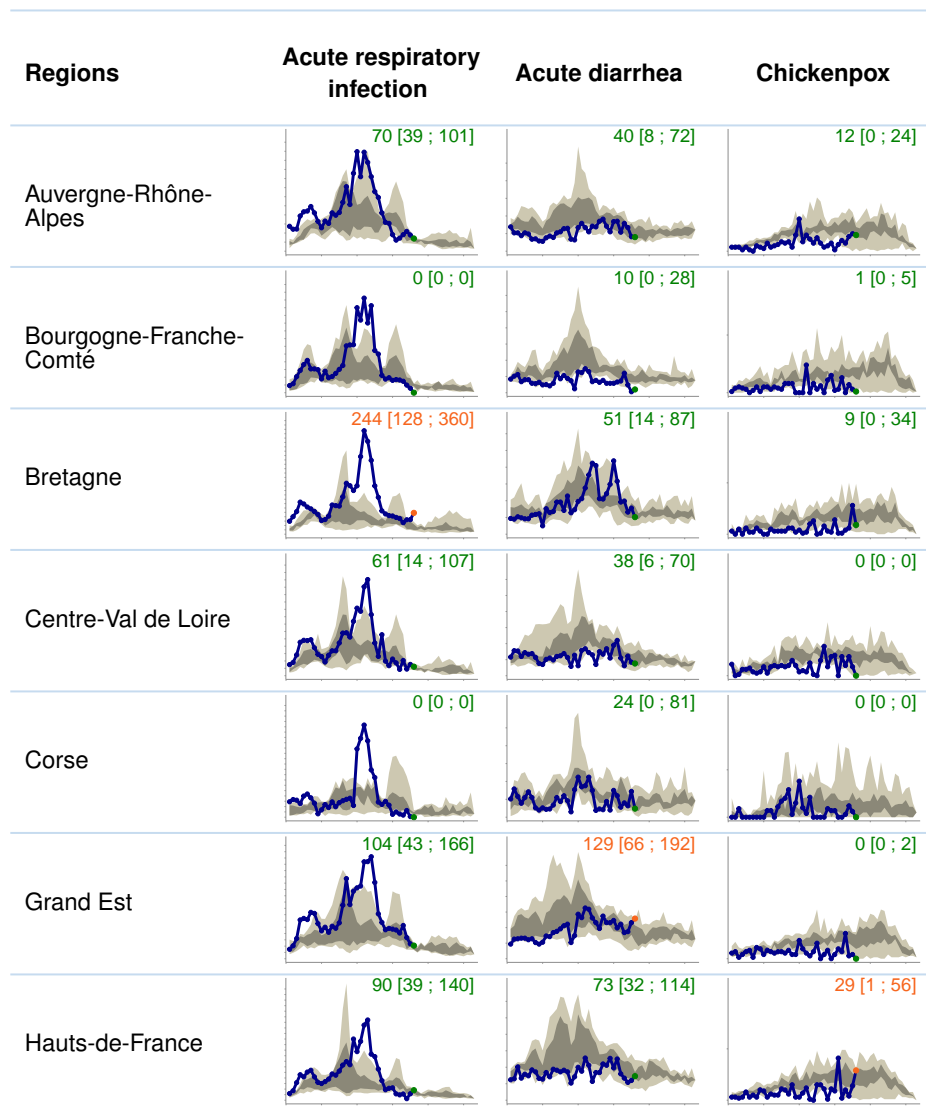 Regions
Acute respiratory
infection
Acute diarrhea
Chickenpox
Auvergne-Rhône-
Alpes
70 [39 ; 101]
40 [8 ; 72]
12 [0 ; 24]
Bourgogne-Franche-
Comté
0 [0 ; 0]
10 [0 ; 28]
1 [0 ; 5]
Bretagne
244 [128 ; 360]
51 [14 ; 87]
9 [0 ; 34]
Centre-Val de Loire
61 [14 ; 107]
38 [6 ; 70]
0 [0 ; 0]
Corse
0 [0 ; 0]
24 [0 ; 81]
0 [0 ; 0]
Grand Est
104 [43 ; 166]
129 [66 ; 192]
0 [0 ; 2]
Hauts-de-France
90 [39 ; 140]
73 [32 ; 114]
29 [1 ; 56]